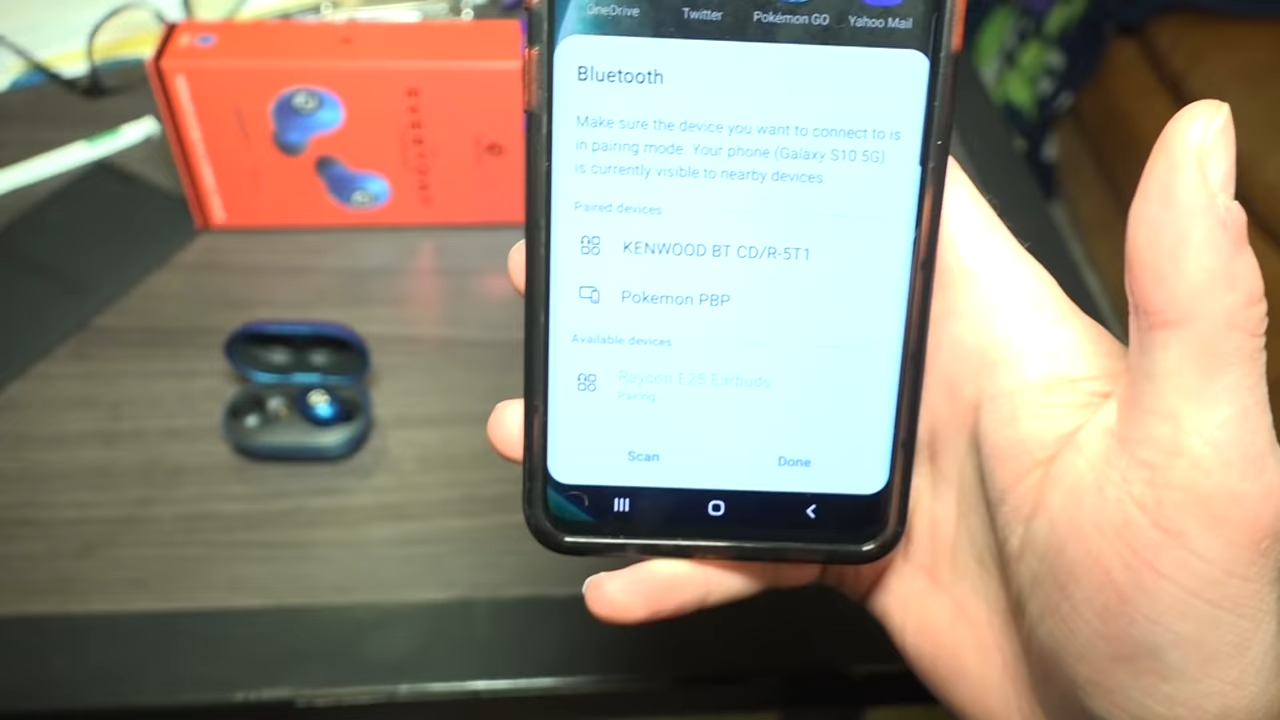 OneDrive
Twitter
Pokémon GO
Yahoo Mail
Bluetooth
Make sure the device you want to connect to is
in pairing mode. Your phone (Galaxy S10 5G)
is currently visible to nearby devices.
Paired devices
KENWOOD BT CD/R-5T1
Pokemon PBP
Available devices
Raycon E25 Earbuds
Pairing
Scan
Done